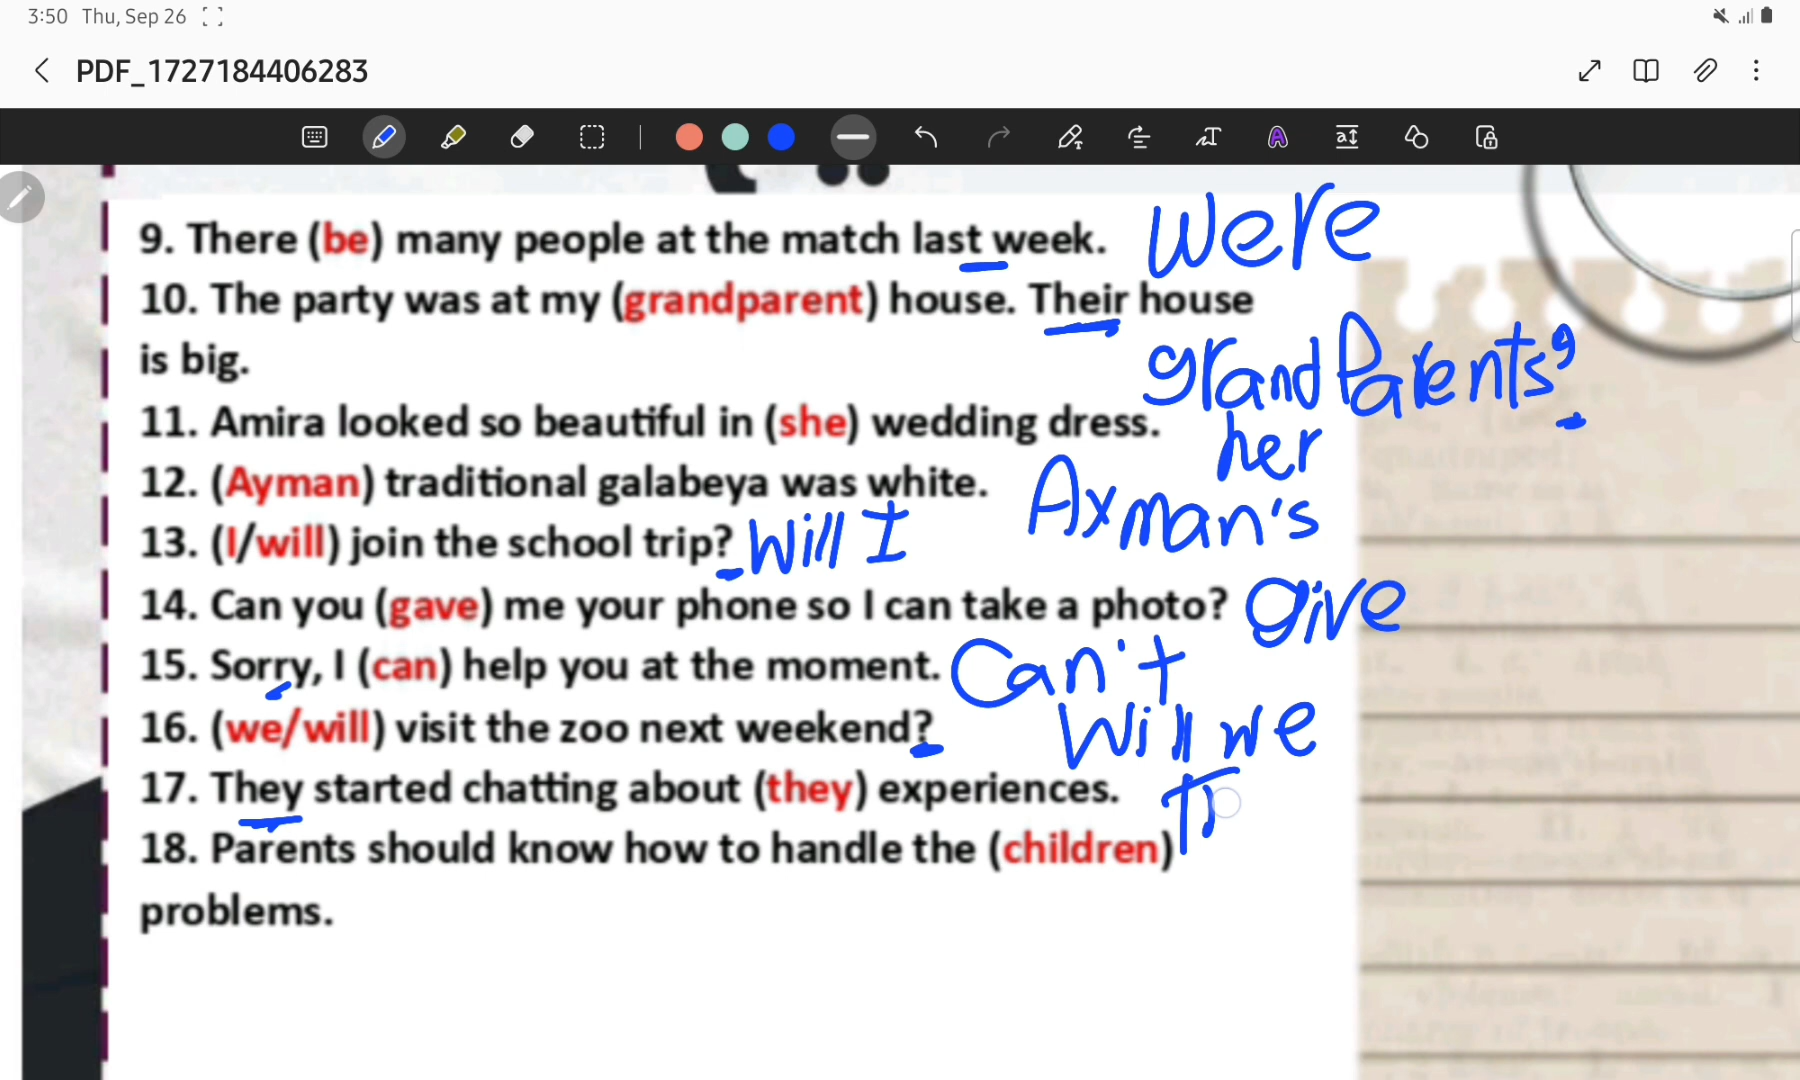 3:50 Thu, Sep 26
PDF_1727184406283
9. There (be) many people at the match last week. were
10. The party was at my (grandparent) house. Their house
is big. grandParents'
11. Amira looked so beautiful in (she) wedding dress. her
12. (Ayman) traditional galabeya was white. Ayman's
13. (I/will) join the school trip? Will I
14. Can you (gave) me your phone so I can take a photo? give
15. Sorry, I (can) help you at the moment. Can't
16. (we/will) visit the zoo next weekend? Will we
17. They started chatting about (they) experiences.
18. Parents should know how to handle the (children)
problems.